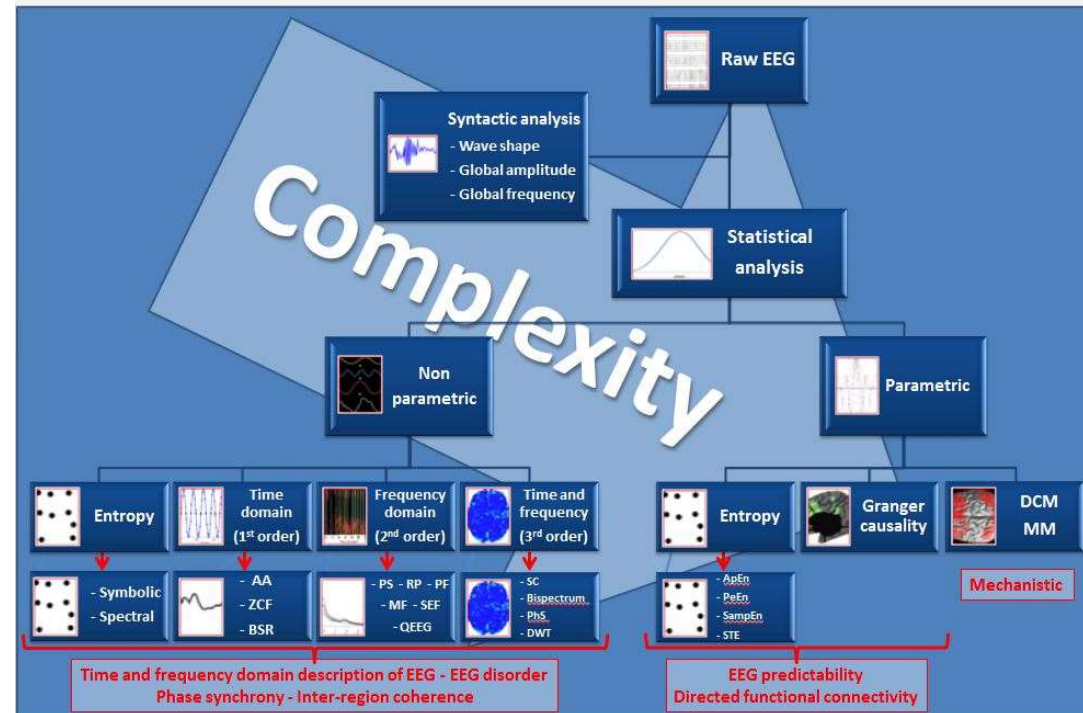 Raw EEG
Syntactic analysis
- Wave shape
- Global amplitude
- Global frequency
Complexity
Statistical
analysis
Non
parametric
Parametric
Entropy
Time
domain
(1st order)
Frequency
domain
(2nd order)
Time and
frequency
(3rd order)
Entropy
Granger
causality
DCM
MM
- Symbolic
- Spectral
- AA
- ZCF
- BSR
- PS - RP - PF
- MF - SEF
- QEEG
- SC
- Bispectrum
- PhS
- DWT
- ApEn
- PeEn
- SampEn
- STE
Mechanistic
Time and frequency domain description of EEG - EEG disorder
Phase synchrony - Inter-region coherence
EEG predictability
Directed functional connectivity